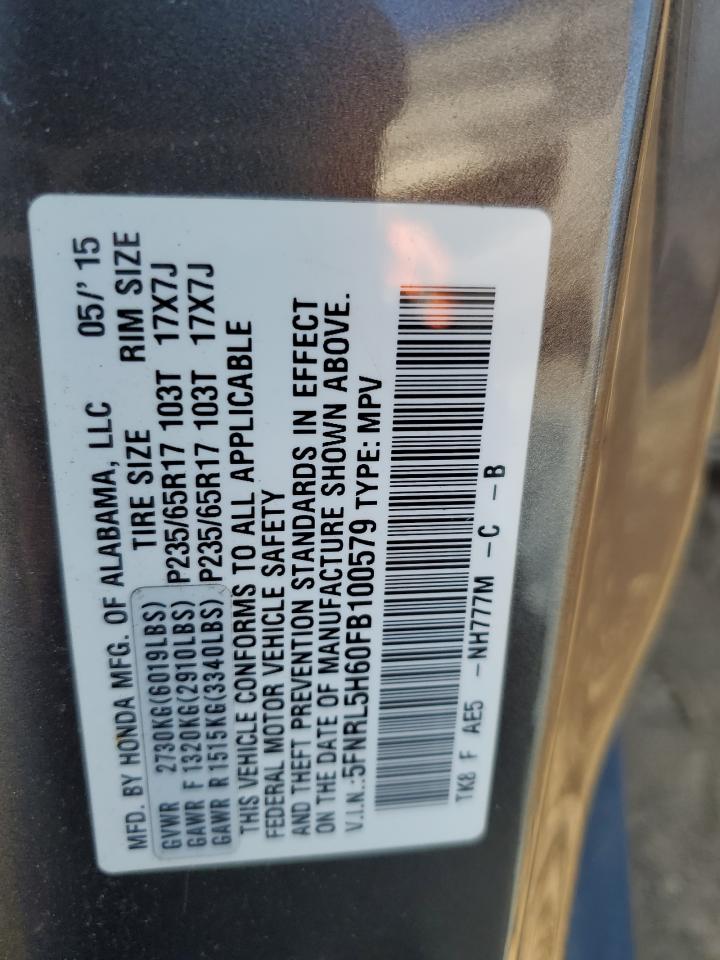 MFD. BY HONDA MFG. OF ALABAMA, LLC 05/' 15
TIRE SIZE RIM SIZE
GVWR 2730KG(6019LBS)
GAWR F 1320KG(2910LBS) P235/65R17 103T 17X7J
GAWR R 1515KG(3340LBS) P235/65R17 103T 17X7J
THIS VEHICLE CONFORMS TO ALL APPLICABLE
FEDERAL MOTOR VEHICLE SAFETY
AND THEFT PREVENTION STANDARDS IN EFFECT
ON THE DATE OF MANUFACTURE SHOWN ABOVE.
V.I.N.:5FNRL5H60FB100579 TYPE: MPV
TK8 F AE5 -NH777M -C -B